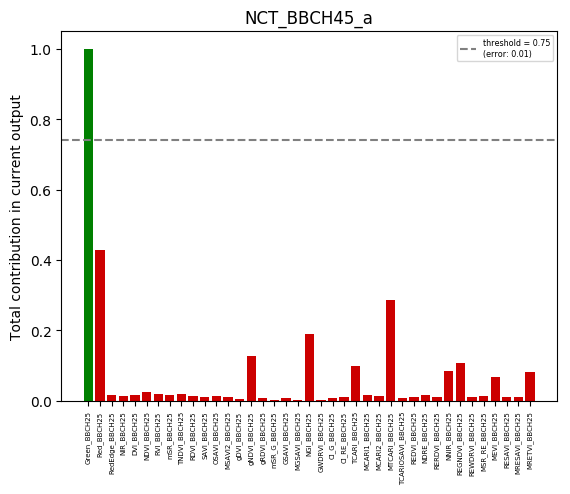 NCT_BBCH45_a
threshold = 0.75
(error: 0.01)
Total contribution in current output
1.0
0.8
0.6
0.4
0.2
0.0
Green_BBCH25
Red_BBCH25
RedEdge_BBCH25
NIR_BBCH25
DVI_BBCH25
NDVI_BBCH25
RVI_BBCH25
mSR_BBCH25
TNDVI_BBCH25
RDVI_BBCH25
SAVI_BBCH25
OSAVI_BBCH25
MSAVI2_BBCH25
gDVI_BBCH25
gNDVI_BBCH25
gRDVI_BBCH25
mSR_G_BBCH25
GSAVI_BBCH25
MGSAVI_BBCH25
NGI_BBCH25
GWDRVI_BBCH25
CI_G_BBCH25
CI_RE_BBCH25
TCARI_BBCH25
MCARI1_BBCH25
MCARI2_BBCH25
MTCARI_BBCH25
TCARIOSAVI_BBCH25
REDVI_BBCH25
NDRE_BBCH25
RERDVI_BBCH25
NNIR_BBCH25
REGNDVI_BBCH25
REWDRVI_BBCH25
MSR_RE_BBCH25
MEVI_BBCH25
RESAVI_BBCH25
MRESAVI_BBCH25
MRETVI_BBCH25